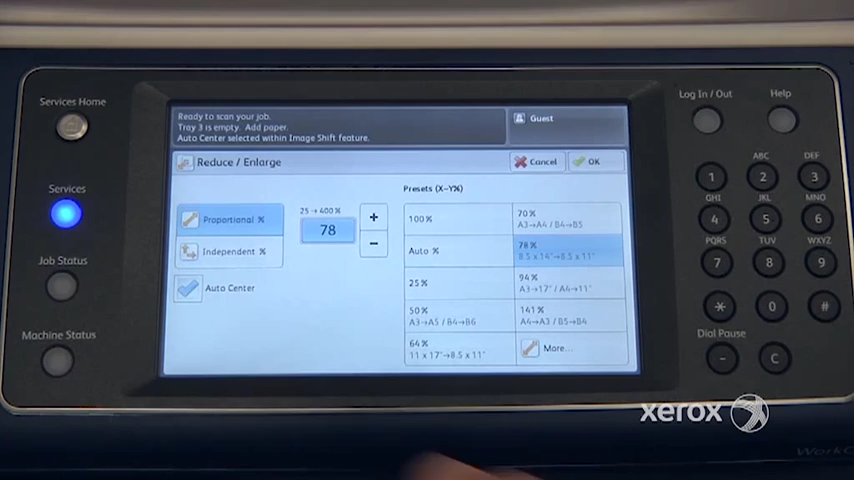 Services Home
Services
Job Status
Machine Status
Ready to scan your job.
Tray 3 is empty. Add paper.
Auto Center selected within Image Shift feature.
Guest
Reduce / Enlarge
Cancel
OK
Proportional %
Independent %
Auto Center
25 → 400 %
78
+
−
Presets (X-Y%)
100 %
Auto %
25 %
50 %
A3→A5 / B4→B6
64 %
11 x 17"→8.5 x 11"
70 %
A3→A4 / B4→B5
78 %
8.5 x 14"→8.5 x 11"
94 %
A3→17" / A4→11"
141 %
A4→A3 / B5→B4
More...
Log In / Out
Help
ABC DEF
1 2 3
GHI JKL MNO
4 5 6
PQRS TUV WXYZ
7 8 9
* 0 #
Dial Pause
- C
xerox